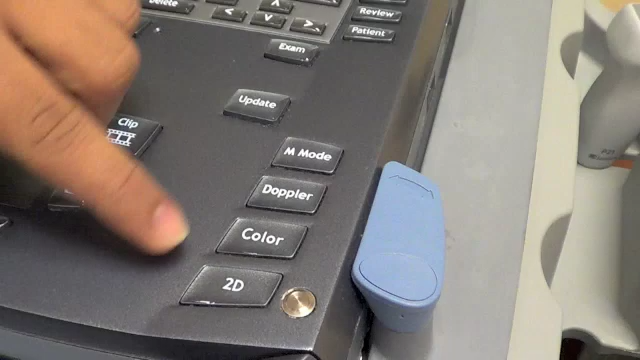 Delete
Review
Patient
Exam
Update
Clip
M Mode
Doppler
Color
2D